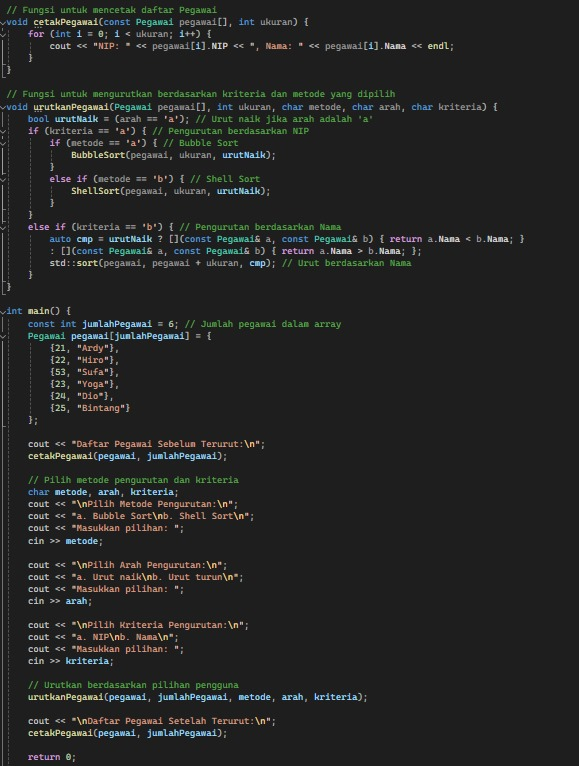 // Fungsi untuk mencetak daftar Pegawai
void cetakPegawai(const Pegawai pegawai[], int ukuran) {
    for (int i = 0; i < ukuran; i++) {
        cout << "NIP: " << pegawai[i].NIP << ", Nama: " << pegawai[i].Nama << endl;
    }
}

// Fungsi untuk mengurutkan berdasarkan kriteria dan metode yang dipilih
void urutkanPegawai(Pegawai pegawai[], int ukuran, char metode, char arah, char kriteria) {
    bool urutNaik = (arah == 'a'); // Urut naik jika arah adalah 'a'
    if (kriteria == 'a') { // Pengurutan berdasarkan NIP
        if (metode == 'a') { // Bubble Sort
            BubbleSort(pegawai, ukuran, urutNaik);
        }
        else if (metode == 'b') { // Shell Sort
            ShellSort(pegawai, ukuran, urutNaik);
        }
    }
    else if (kriteria == 'b') { // Pengurutan berdasarkan Nama
        auto cmp = urutNaik ? [](const Pegawai& a, const Pegawai& b) { return a.Nama < b.Nama; }
        : [](const Pegawai& a, const Pegawai& b) { return a.Nama > b.Nama; };
        std::sort(pegawai, pegawai + ukuran, cmp); // Urut berdasarkan Nama
    }
}

int main() {
    const int jumlahPegawai = 6; // Jumlah pegawai dalam array
    Pegawai pegawai[jumlahPegawai] = {
        {21, "Ardy"},
        {22, "Hiro"},
        {53, "Sufa"},
        {23, "Yoga"},
        {24, "Dio"},
        {25, "Bintang"}
    };

    cout << "Daftar Pegawai Sebelum Terurut:\n";
    cetakPegawai(pegawai, jumlahPegawai);

    // Pilih metode pengurutan dan kriteria
    char metode, arah, kriteria;
    cout << "\nPilih Metode Pengurutan:\n";
    cout << "a. Bubble Sort\nb. Shell Sort\n";
    cout << "Masukkan pilihan: ";
    cin >> metode;

    cout << "\nPilih Arah Pengurutan:\n";
    cout << "a. Urut naik\nb. Urut turun\n";
    cout << "Masukkan pilihan: ";
    cin >> arah;

    cout << "\nPilih Kriteria Pengurutan:\n";
    cout << "a. NIP\nb. Nama\n";
    cout << "Masukkan pilihan: ";
    cin >> kriteria;

    // Urutkan berdasarkan pilihan pengguna
    urutkanPegawai(pegawai, jumlahPegawai, metode, arah, kriteria);

    cout << "\nDaftar Pegawai Setelah Terurut:\n";
    cetakPegawai(pegawai, jumlahPegawai);

    return 0;